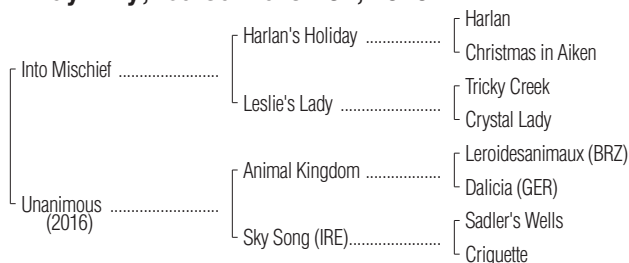 Harlan
Harlan's Holiday ....................
Christmas in Aiken
Into Mischief ..........................
Tricky Creek
Leslie's Lady ..........................
Crystal Lady
Leroidesanimaux (BRZ)
Animal Kingdom ....................
Dalicia (GER)
Unanimous ............................
(2016)
Sadler's Wells
Sky Song (IRE)........................
Criquette